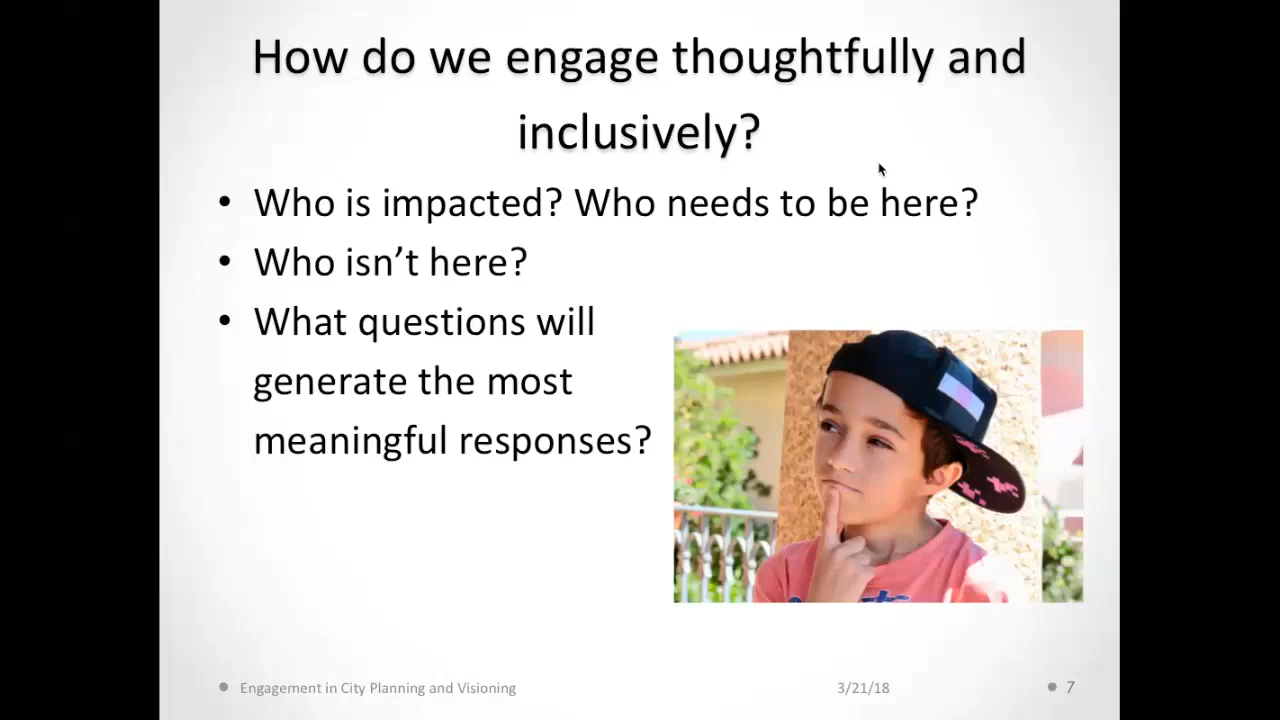 How do we engage thoughtfully and
inclusively?
• Who is impacted? Who needs to be here?
• Who isn’t here?
• What questions will
generate the most
meaningful responses?
Engagement in City Planning and Visioning
3/21/18
7